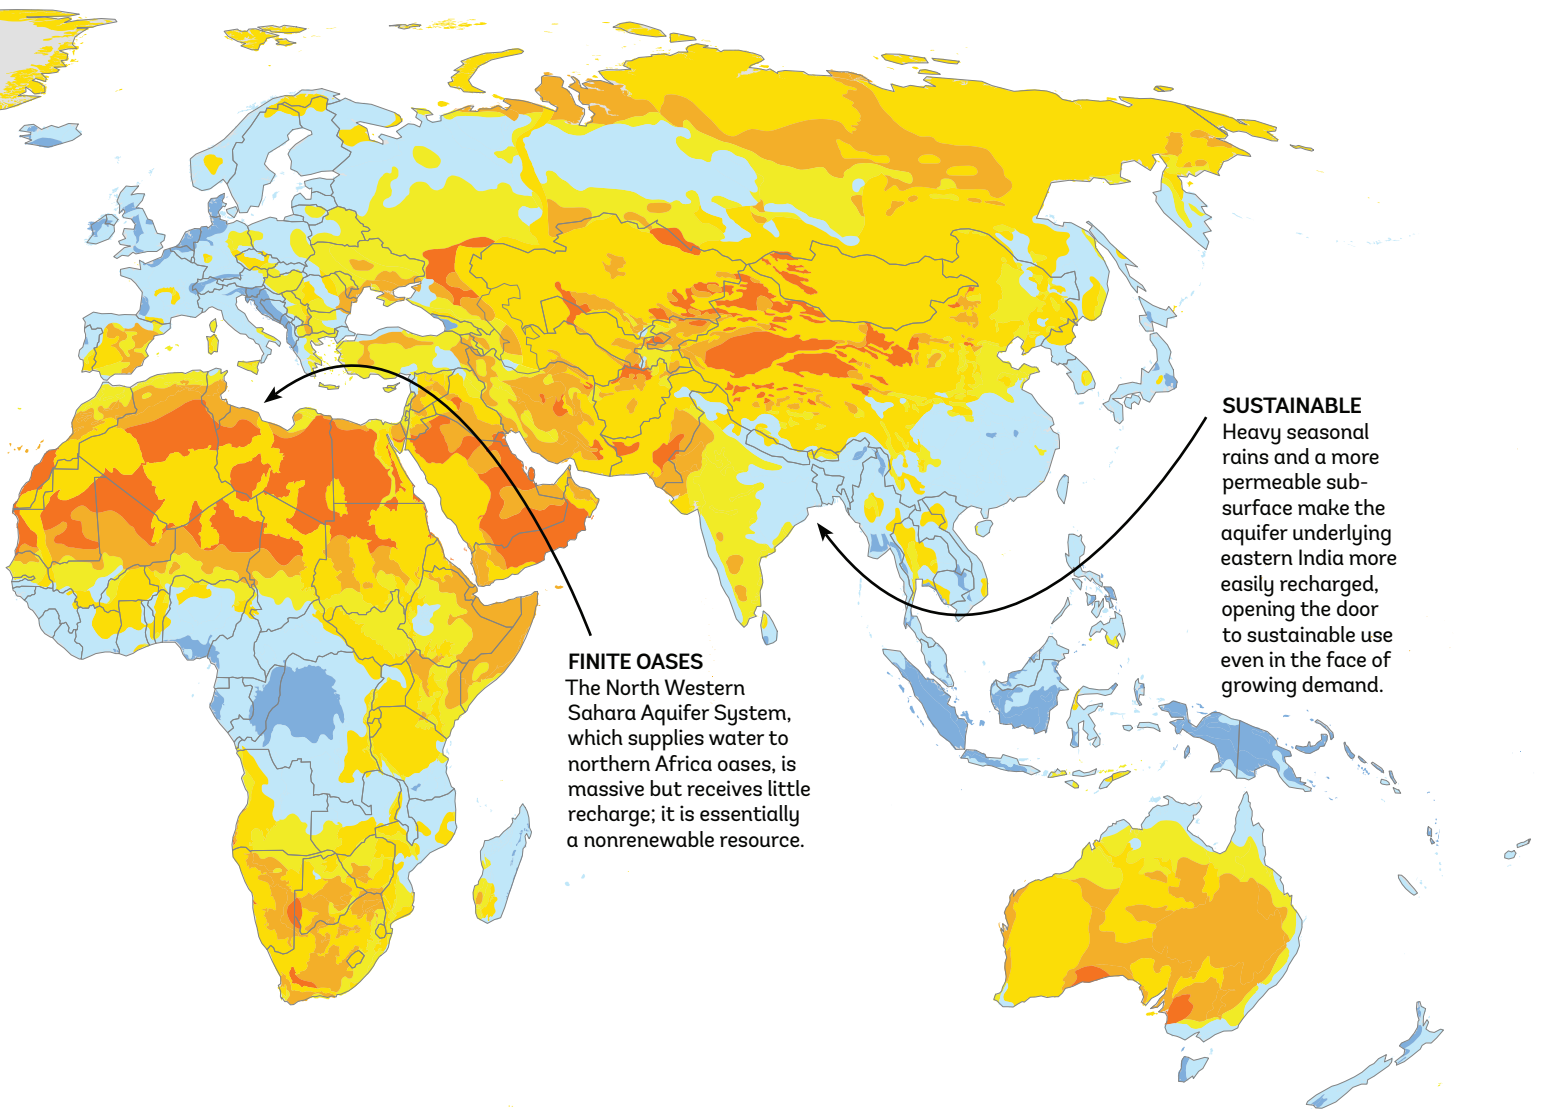 SUSTAINABLE
Heavy seasonal
rains and a more
permeable sub-
surface make the
aquifer underlying
eastern India more
easily recharged,
opening the door
to sustainable use
even in the face of
growing demand.
FINITE OASES
The North Western
Sahara Aquifer System,
which supplies water to
northern Africa oases, is
massive but receives little
recharge; it is essentially
a nonrenewable resource.